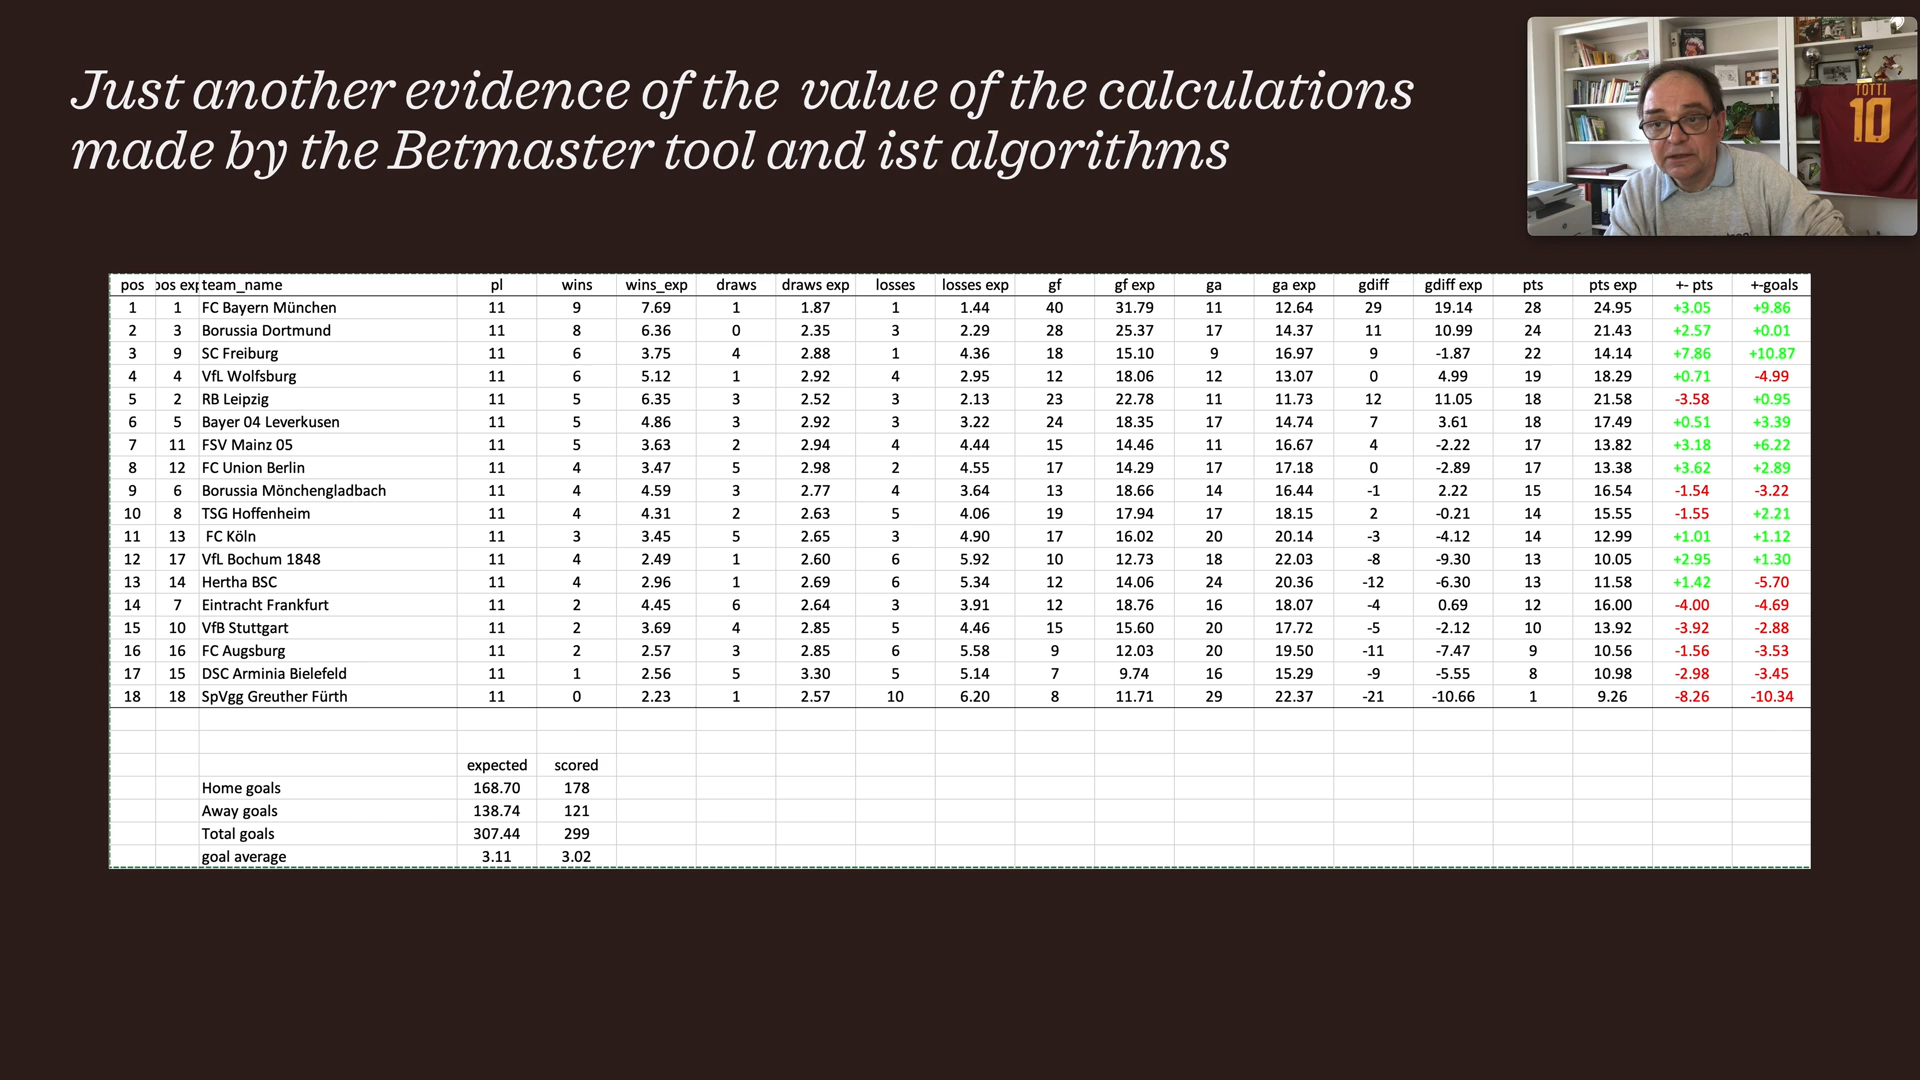 Just another evidence of the value of the calculations
made by the Betmaster tool and ist algorithms
TOTTI
10
pos pos exp team_name pl wins wins_exp draws draws exp losses losses exp gf gf exp ga ga exp gdiff gdiff exp pts pts exp +- pts +-goals
1 1 FC Bayern München 11 9 7.69 1 1.87 1 1.44 40 31.79 11 12.64 29 19.14 28 24.95 +3.05 +9.86
2 3 Borussia Dortmund 11 8 6.36 0 2.35 3 2.29 28 25.37 17 14.37 11 10.99 24 21.43 +2.57 +0.01
3 9 SC Freiburg 11 6 3.75 4 2.88 1 4.36 18 15.10 9 16.97 9 -1.87 22 14.14 +7.86 +10.87
4 4 VfL Wolfsburg 11 6 5.12 1 2.92 4 2.95 12 18.06 12 13.07 0 4.99 19 18.29 +0.71 -4.99
5 2 RB Leipzig 11 5 6.35 3 2.52 3 2.13 23 22.78 11 11.73 12 11.05 18 21.58 -3.58 +0.95
6 5 Bayer 04 Leverkusen 11 5 4.86 3 2.92 3 3.22 24 18.35 17 14.74 7 3.61 18 17.49 +0.51 +3.39
7 11 FSV Mainz 05 11 5 3.63 2 2.94 4 4.44 15 14.46 11 16.67 4 -2.22 17 13.82 +3.18 +6.22
8 12 FC Union Berlin 11 4 3.47 5 2.98 2 4.55 17 14.29 17 17.18 0 -2.89 17 13.38 +3.62 +2.89
9 6 Borussia Mönchengladbach 11 4 4.59 3 2.77 4 3.64 13 18.66 14 16.44 -1 2.22 15 16.54 -1.54 -3.22
10 8 TSG Hoffenheim 11 4 4.31 2 2.63 5 4.06 19 17.94 17 18.15 2 -0.21 14 15.55 -1.55 +2.21
11 13 FC Köln 11 3 3.45 5 2.65 3 4.90 17 16.02 20 20.14 -3 -4.12 14 12.99 +1.01 +1.12
12 17 VfL Bochum 1848 11 4 2.49 1 2.60 6 5.92 10 12.73 18 22.03 -8 -9.30 13 10.05 +2.95 +1.30
13 14 Hertha BSC 11 4 2.96 1 2.69 6 5.34 12 14.06 24 20.36 -12 -6.30 13 11.58 +1.42 -5.70
14 7 Eintracht Frankfurt 11 2 4.45 6 2.64 3 3.91 12 18.76 16 18.07 -4 0.69 12 16.00 -4.00 -4.69
15 10 VfB Stuttgart 11 2 3.69 4 2.85 5 4.46 15 15.60 20 17.72 -5 -2.12 10 13.92 -3.92 -2.88
16 16 FC Augsburg 11 2 2.57 3 2.85 6 5.58 9 12.03 20 19.50 -11 -7.47 9 10.56 -1.56 -3.53
17 15 DSC Arminia Bielefeld 11 1 2.56 5 3.30 5 5.14 7 9.74 16 15.29 -9 -5.55 8 10.98 -2.98 -3.45
18 18 SpVgg Greuther Fürth 11 0 2.23 1 2.57 10 6.20 8 11.71 29 22.37 -21 -10.66 1 9.26 -8.26 -10.34
expected scored
Home goals 168.70 178
Away goals 138.74 121
Total goals 307.44 299
goal average 3.11 3.02